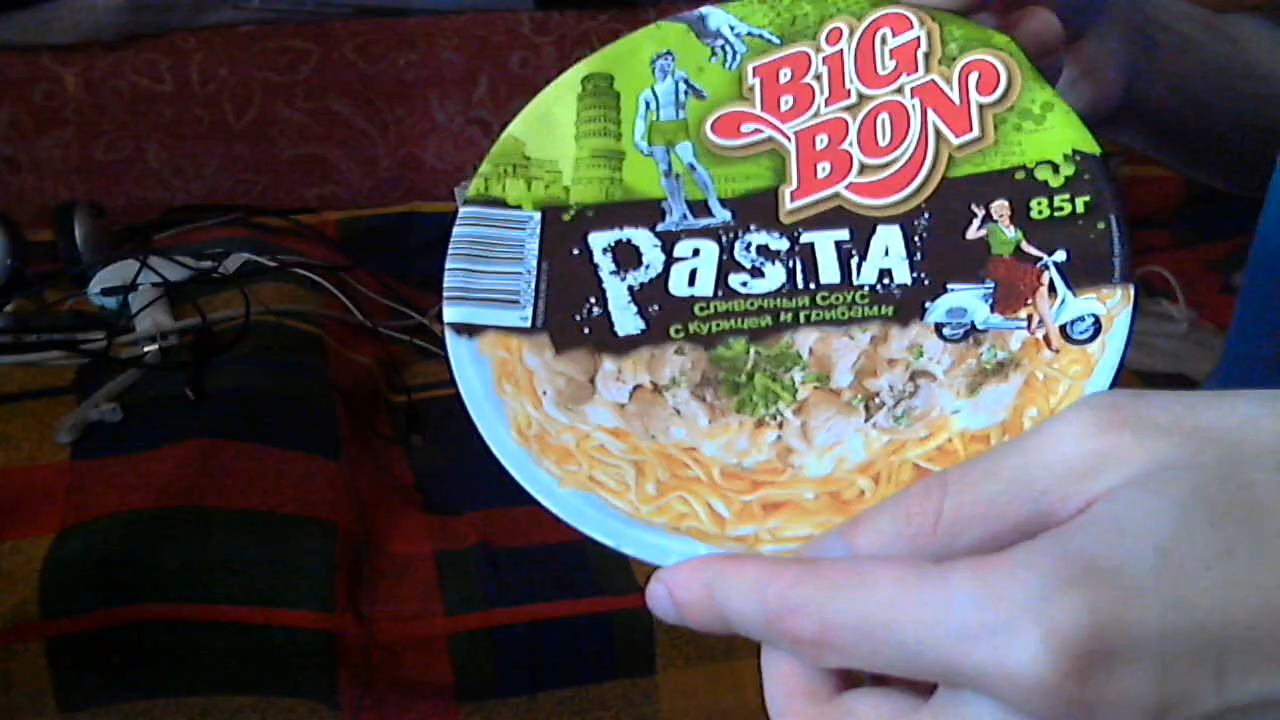 BiG
BON
85г
PaSTA
Сливочный Соус
С курицей и грибами